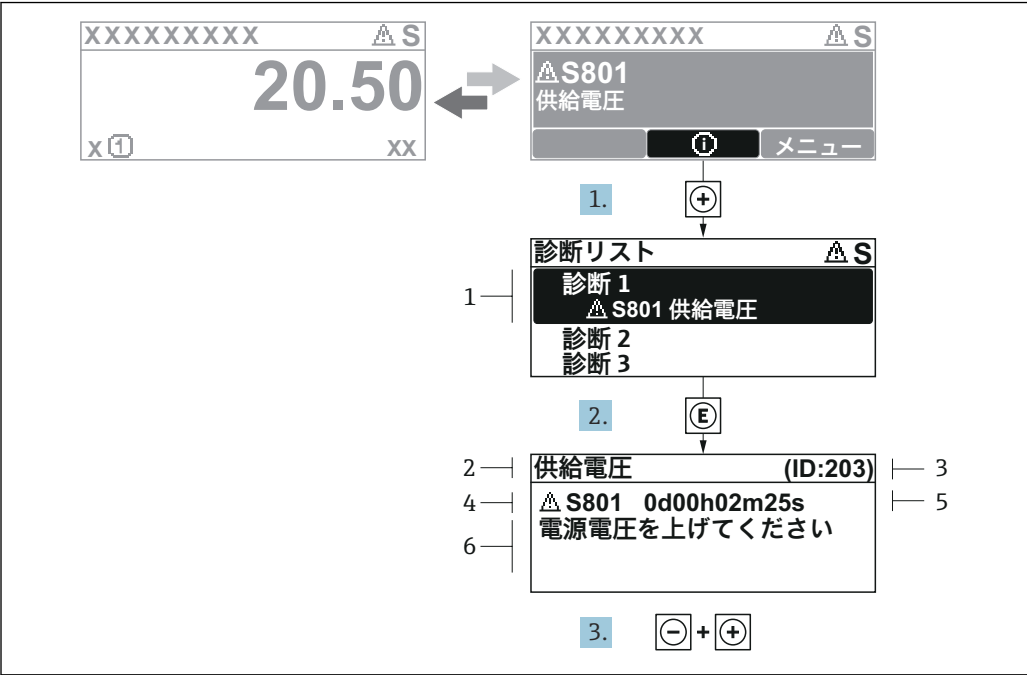 XXXXXXXXX ⚠ S
20.50
x ① xx
XXXXXXXXX ⚠ S
⚠ S801
供給電圧
ⓘ メニュー
1. +
診断リスト ⚠ S
1
診断 1
⚠ S801 供給電圧
診断 2
診断 3
2. E
2 供給電圧 (ID:203) 3
4 ⚠ S801 0d00h02m25s 5
電源電圧を上げてください
6
3. − + +